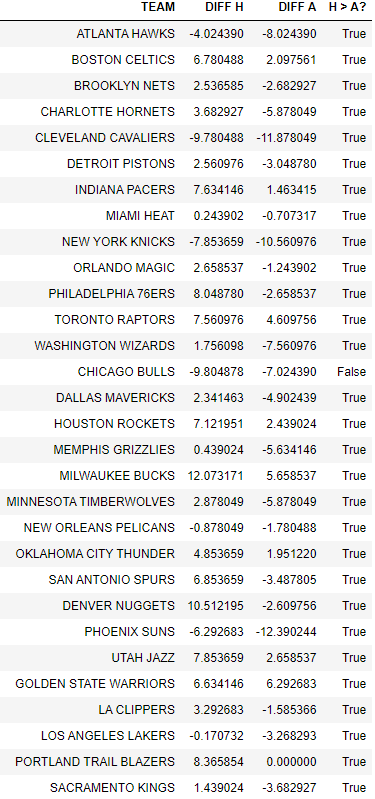 TEAM DIFF H DIFF A H > A?
ATLANTA HAWKS -4.024390 -8.024390 True
BOSTON CELTICS 6.780488 2.097561 True
BROOKLYN NETS 2.536585 -2.682927 True
CHARLOTTE HORNETS 3.682927 -5.878049 True
CLEVELAND CAVALIERS -9.780488 -11.878049 True
DETROIT PISTONS 2.560976 -3.048780 True
INDIANA PACERS 7.634146 1.463415 True
MIAMI HEAT 0.243902 -0.707317 True
NEW YORK KNICKS -7.853659 -10.560976 True
ORLANDO MAGIC 2.658537 -1.243902 True
PHILADELPHIA 76ERS 8.048780 -2.658537 True
TORONTO RAPTORS 7.560976 4.609756 True
WASHINGTON WIZARDS 1.756098 -7.560976 True
CHICAGO BULLS -9.804878 -7.024390 False
DALLAS MAVERICKS 2.341463 -4.902439 True
HOUSTON ROCKETS 7.121951 2.439024 True
MEMPHIS GRIZZLIES 0.439024 -5.634146 True
MILWAUKEE BUCKS 12.073171 5.658537 True
MINNESOTA TIMBERWOLVES 2.878049 -5.878049 True
NEW ORLEANS PELICANS -0.878049 -1.780488 True
OKLAHOMA CITY THUNDER 4.853659 1.951220 True
SAN ANTONIO SPURS 6.853659 -3.487805 True
DENVER NUGGETS 10.512195 -2.609756 True
PHOENIX SUNS -6.292683 -12.390244 True
UTAH JAZZ 7.853659 2.658537 True
GOLDEN STATE WARRIORS 6.634146 6.292683 True
LA CLIPPERS 3.292683 -1.585366 True
LOS ANGELES LAKERS -0.170732 -3.268293 True
PORTLAND TRAIL BLAZERS 8.365854 0.000000 True
SACRAMENTO KINGS 1.439024 -3.682927 True